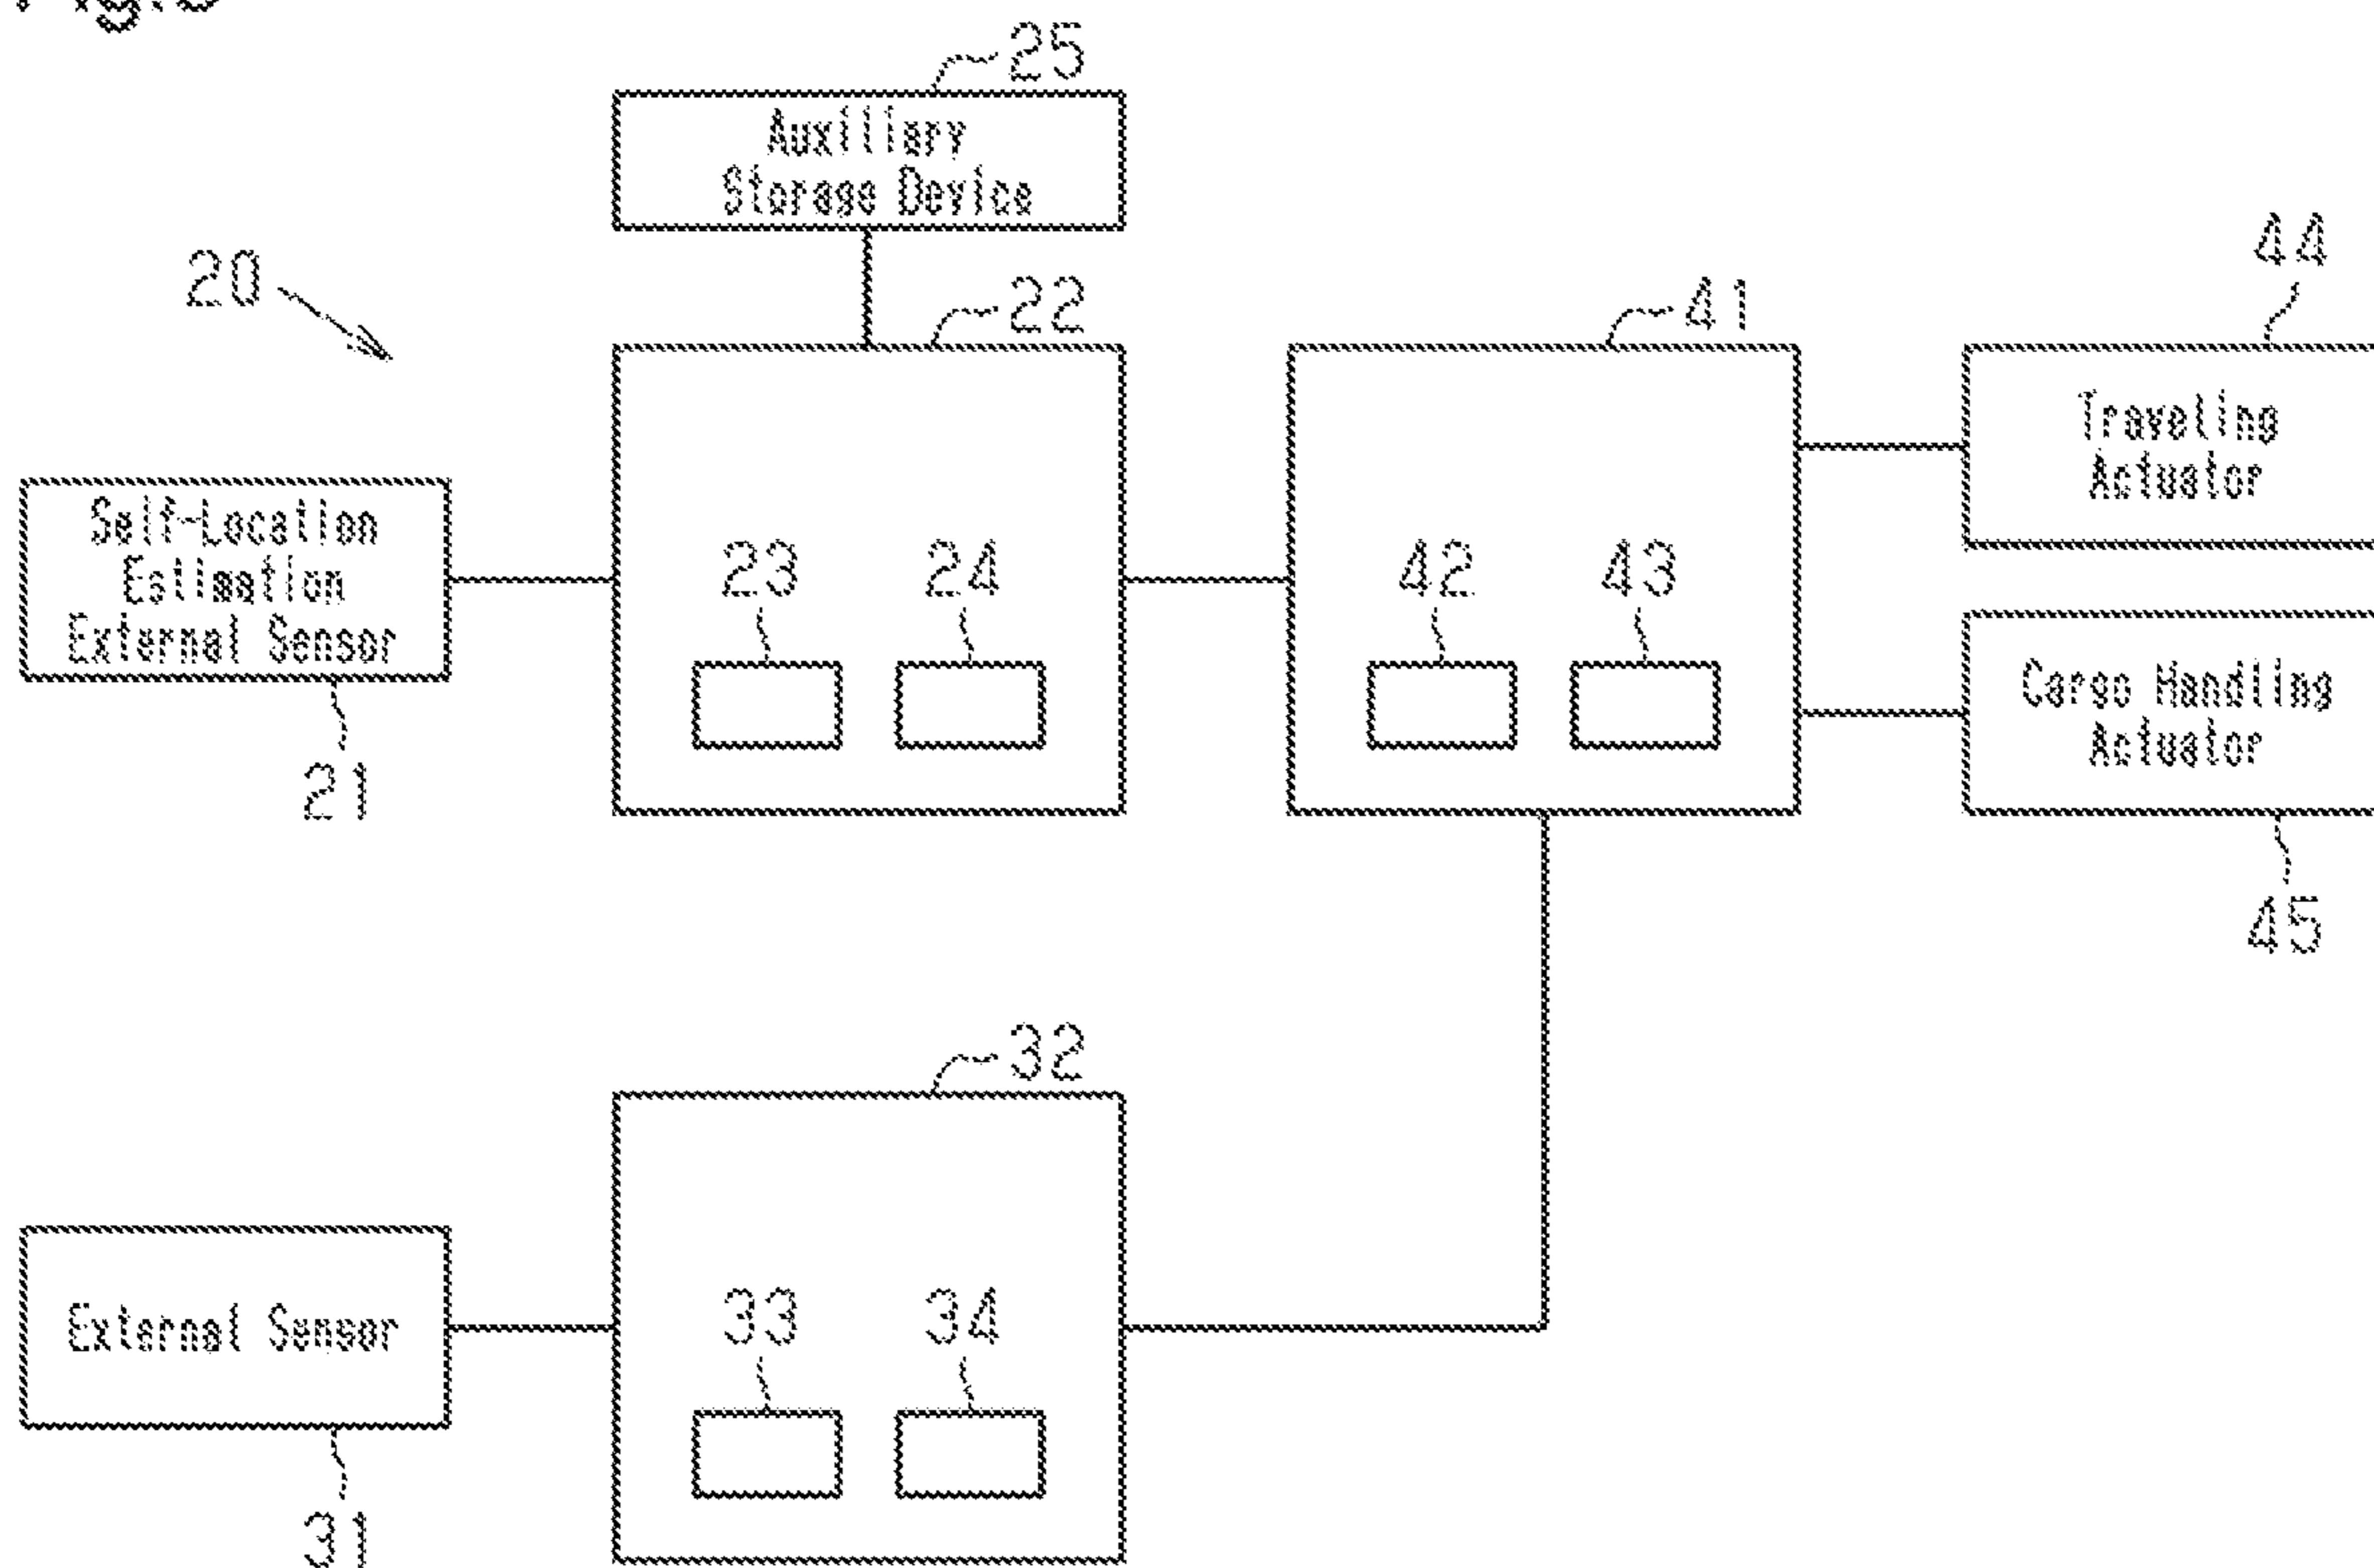 25
Auxiliary
Storage Device
20
22
41
44
Traveling
Actuator
Self-Location
Estimation
External Sensor
23
24
42
43
Cargo Handling
Actuator
21
45
32
External Sensor
33
34
31